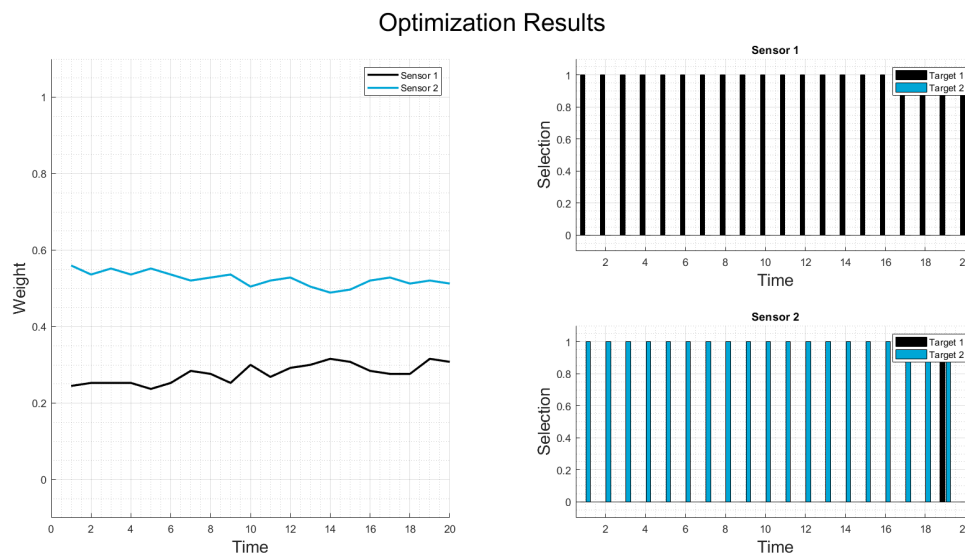 Optimization Results
Sensor 1
Sensor 2
1
0.8
0.6
0.4
0.2
0
Weight
0 2 4 6 8 10 12 14 16 18 20
Time
Sensor 1
Target 1
Target 2
1
0.8
0.6
0.4
0.2
0
Selection
2 4 6 8 10 12 14 16 18
Time
Sensor 2
Target 1
Target 2
1
0.8
0.6
0.4
0.2
0
Selection
2 4 6 8 10 12 14 16 18
Time